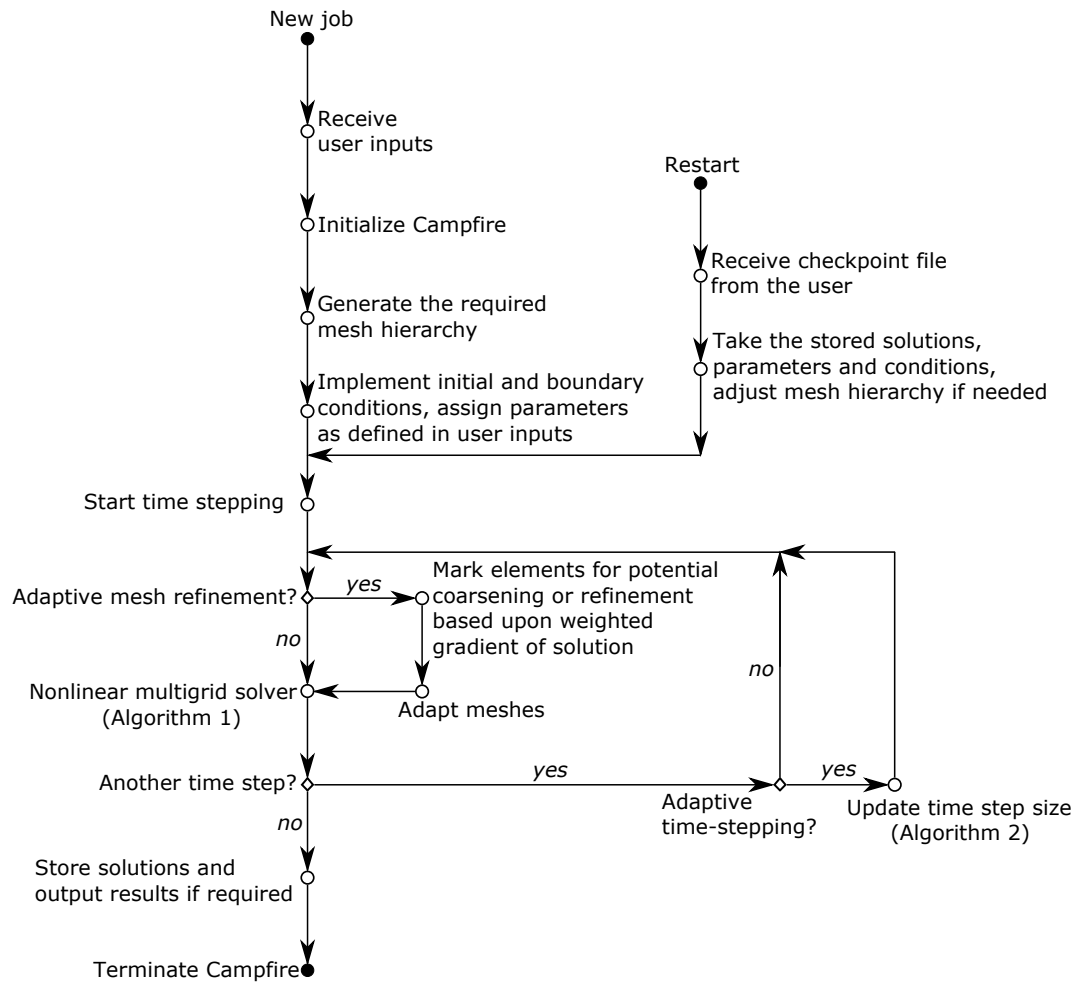 New job
Receive
user inputs
Initialize Campfire
Generate the required
mesh hierarchy
Implement initial and boundary
conditions, assign parameters
as defined in user inputs
Restart
Receive checkpoint file
from the user
Take the stored solutions,
parameters and conditions,
adjust mesh hierarchy if needed
Start time stepping
Adaptive mesh refinement?
yes
no
Mark elements for potential
coarsening or refinement
based upon weighted
gradient of solution
Adapt meshes
Nonlinear multigrid solver
(Algorithm 1)
Another time step?
yes
no
Adaptive
time-stepping?
no
yes
Update time step size
(Algorithm 2)
Store solutions and
output results if required
Terminate Campfire